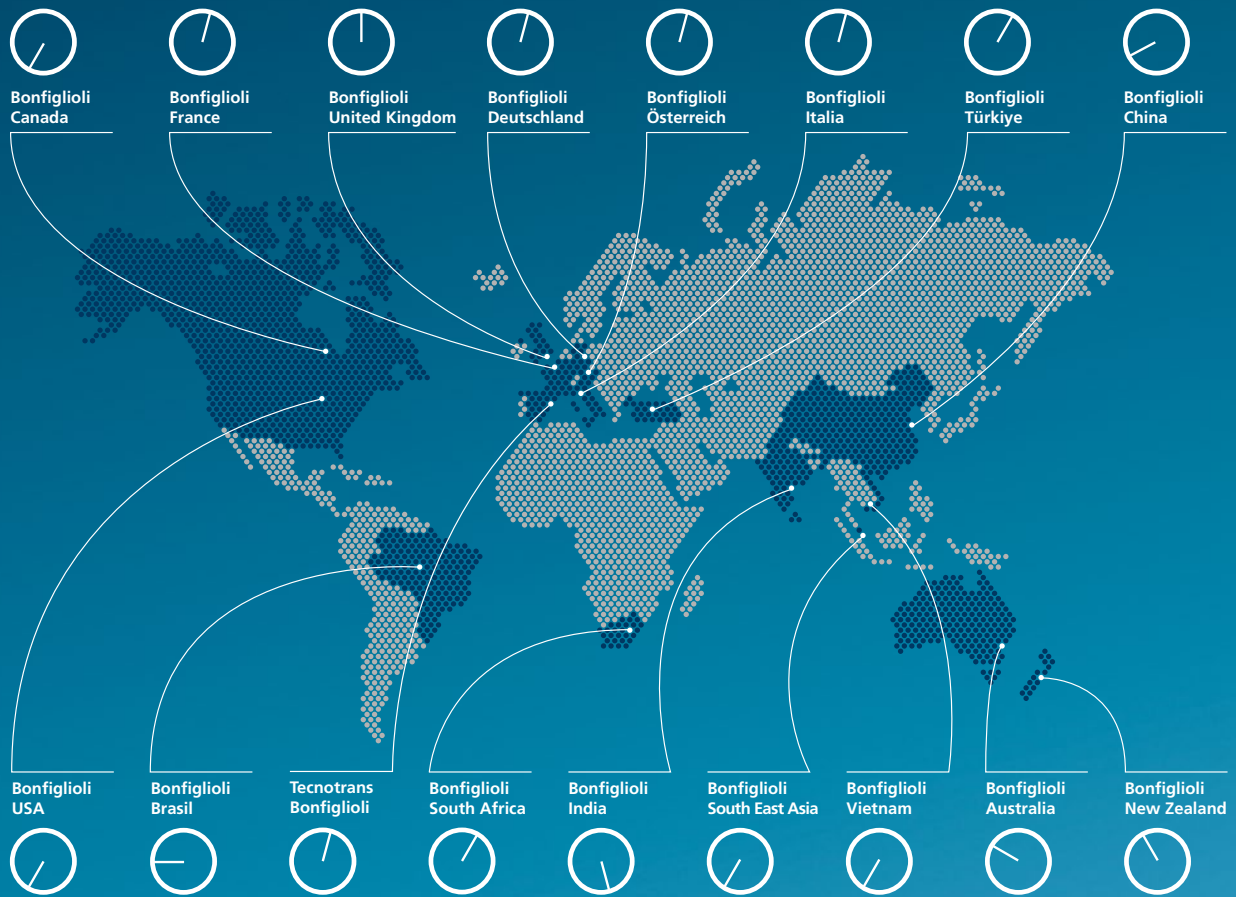 Bonfiglioli
Canada
Bonfiglioli
France
Bonfiglioli
United Kingdom
Bonfiglioli
Deutschland
Bonfiglioli
Österreich
Bonfiglioli
Italia
Bonfiglioli
Türkiye
Bonfiglioli
China
Bonfiglioli
USA
Bonfiglioli
Brasil
Tecnotrans
Bonfiglioli
Bonfiglioli
South Africa
Bonfiglioli
India
Bonfiglioli
South East Asia
Bonfiglioli
Vietnam
Bonfiglioli
Australia
Bonfiglioli
New Zealand